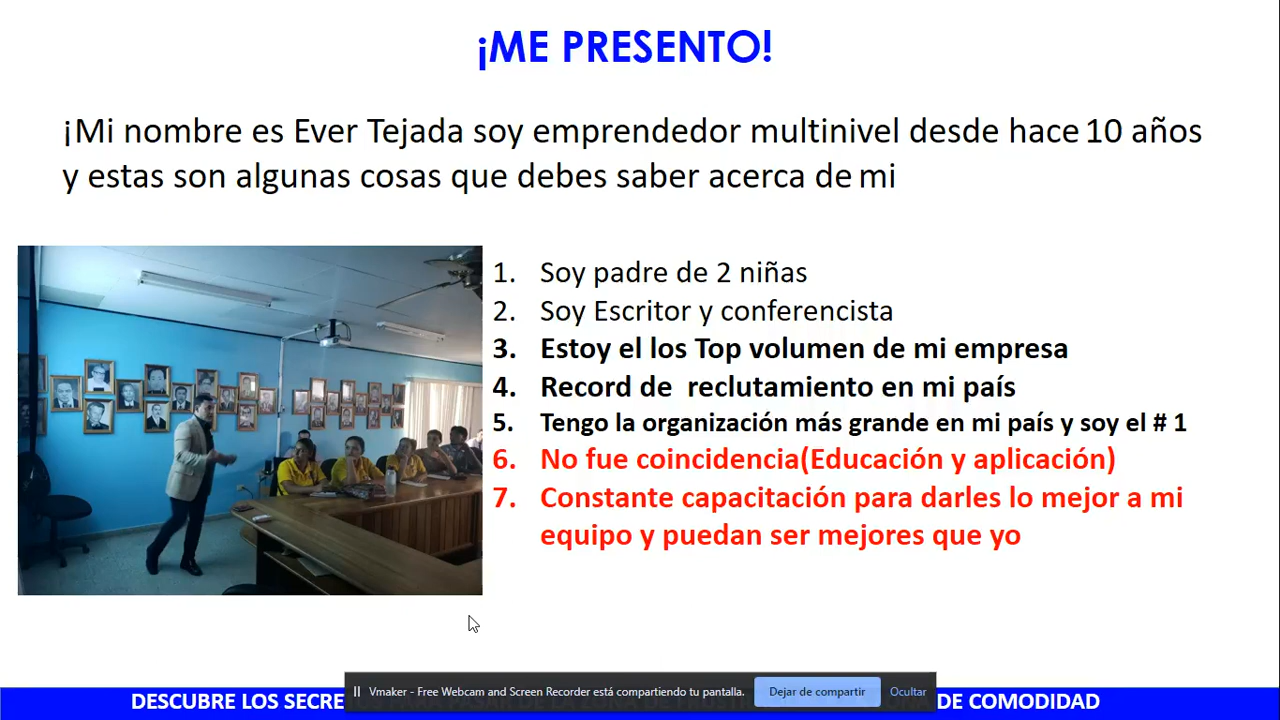 ¡ME PRESENTO!
¡Mi nombre es Ever Tejada soy emprendedor multinivel desde hace 10 años
y estas son algunas cosas que debes saber acerca de mi
1. Soy padre de 2 niñas
2. Soy Escritor y conferencista
3. Estoy el los Top volumen de mi empresa
4. Record de reclutamiento en mi país
5. Tengo la organización más grande en mi país y soy el # 1
6. No fue coincidencia(Educación y aplicación)
7. Constante capacitación para darles lo mejor a mi
equipo y puedan ser mejores que yo
Vmaker - Free Webcam and Screen Recorder está compartiendo tu pantalla. Dejar de compartir Ocultar
DESCUBRE LOS SECRE DE COMODIDAD